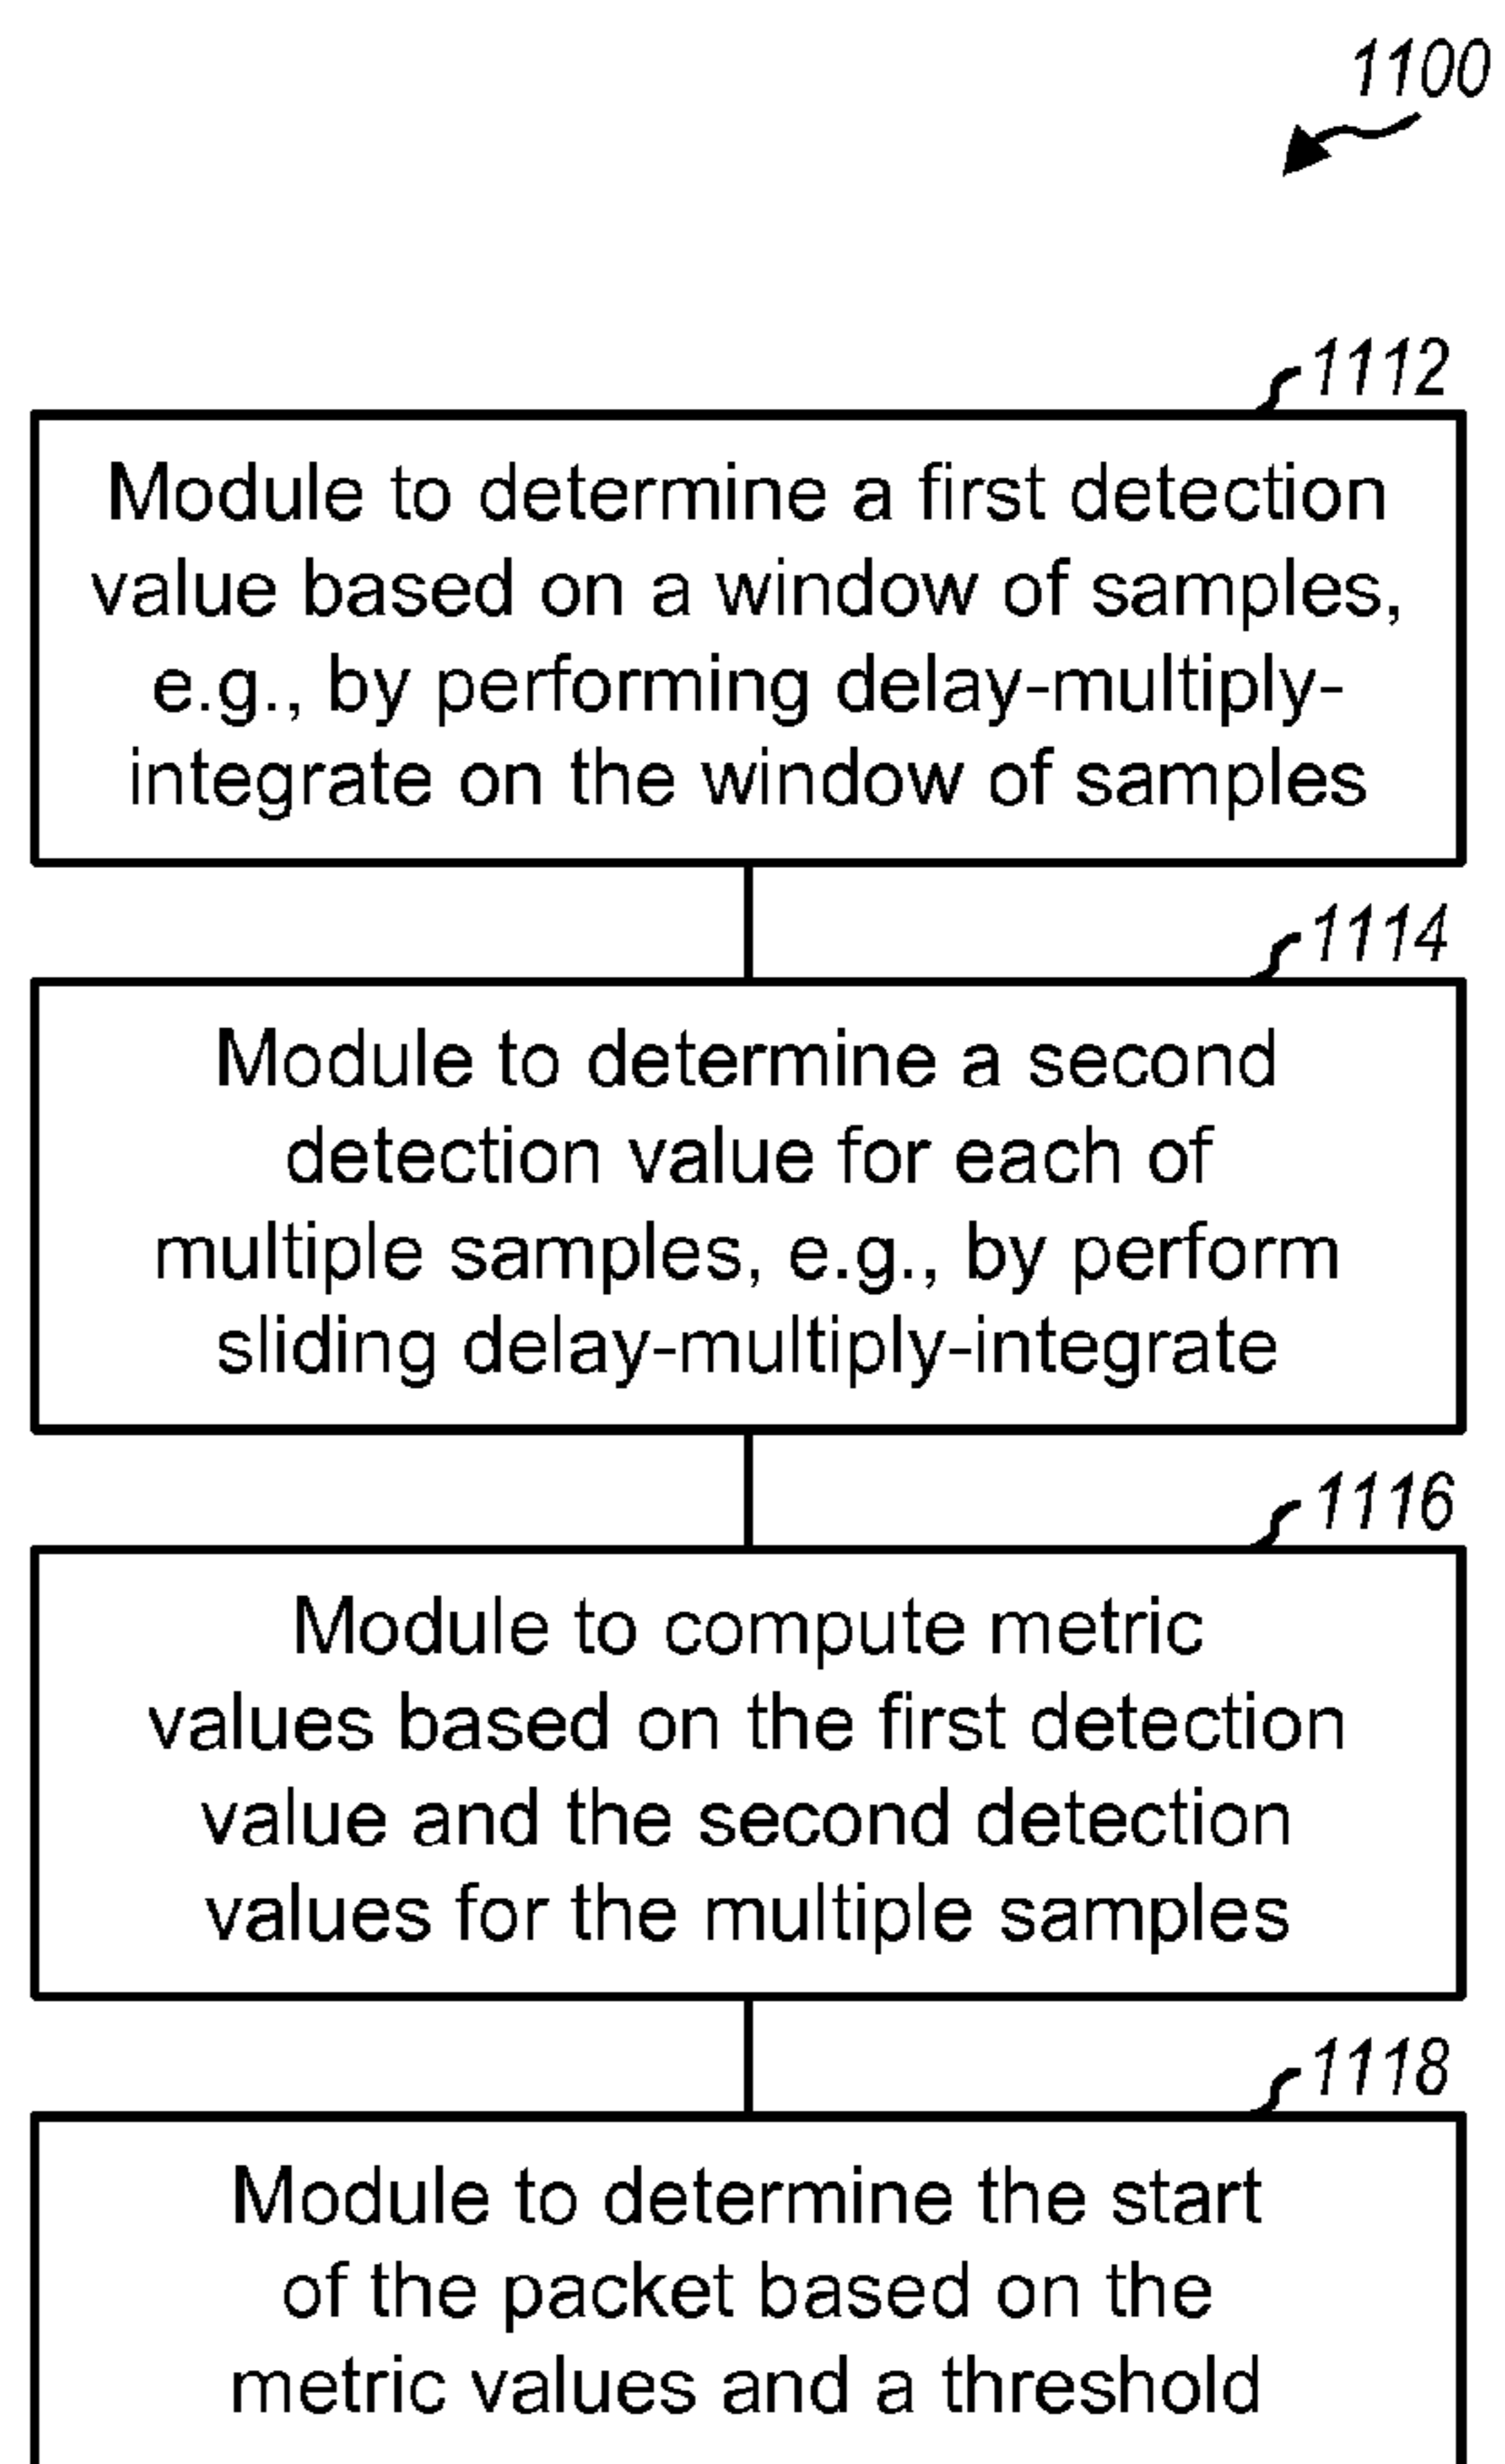 1100
1112
Module to determine a first detection
value based on a window of samples,
e.g., by performing delay-multiply-
integrate on the window of samples
1114
Module to determine a second
detection value for each of
multiple samples, e.g., by perform
sliding delay-multiply-integrate
1116
Module to compute metric
values based on the first detection
value and the second detection
values for the multiple samples
1118
Module to determine the start
of the packet based on the
metric values and a threshold